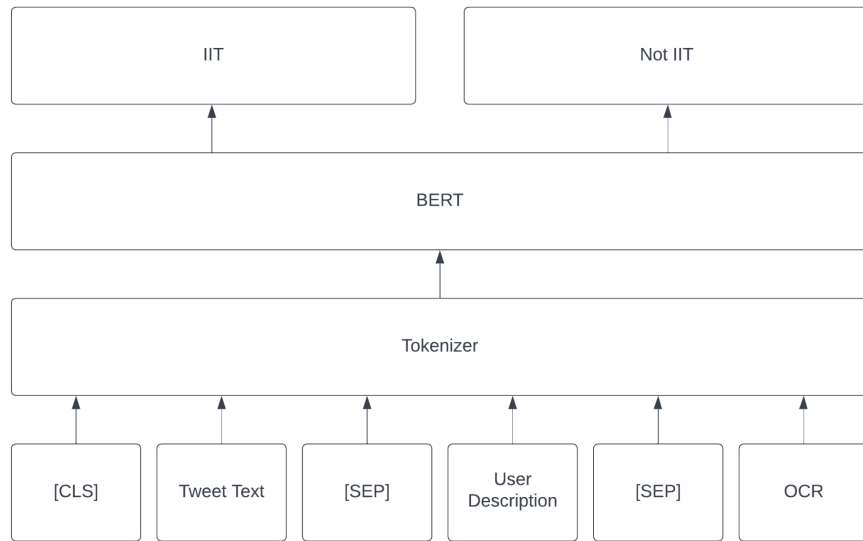 IIT
Not IIT
BERT
Tokenizer
[CLS]
Tweet Text
[SEP]
User
Description
[SEP]
OCR